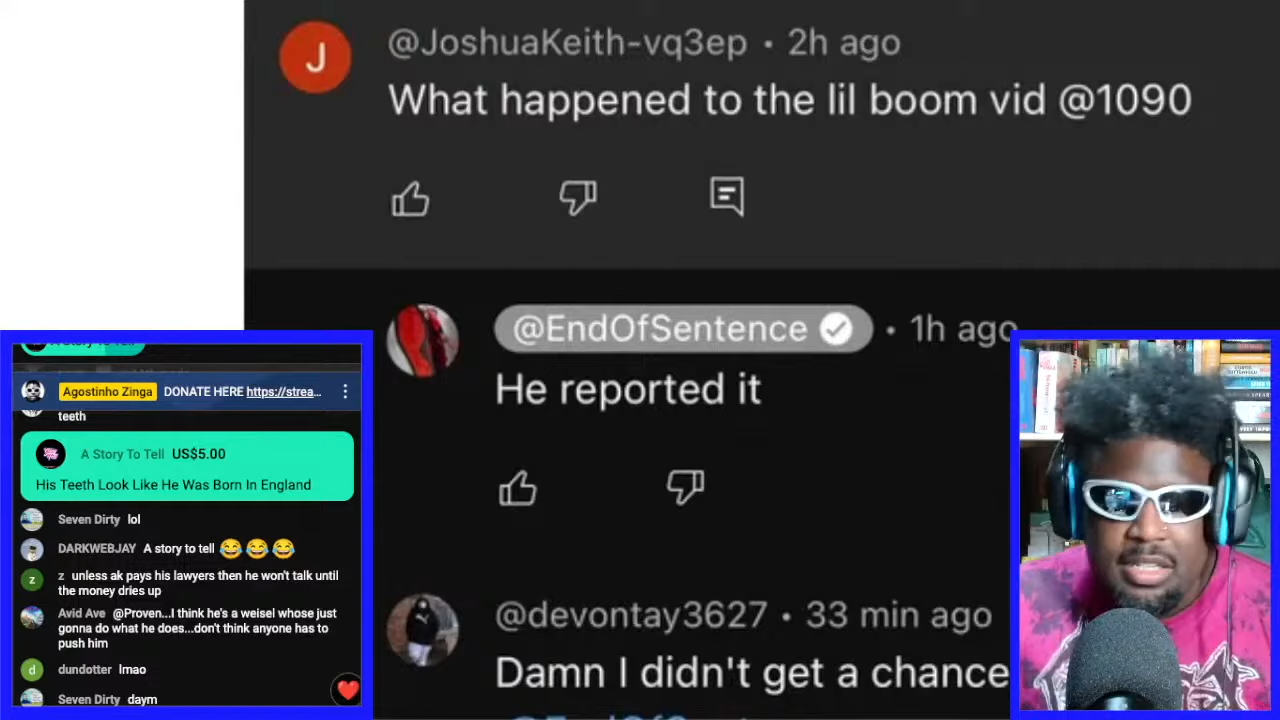 @JoshuaKeith-vq3ep • 2h ago
What happened to the lil boom vid @1090
@EndOfSentence • 1h ago
He reported it
@devontay3627 • 33 min ago
Damn I didn't get a chance
Agostinho Zinga DONATE HERE https://strea...
teeth
A Story To Tell US$5.00
His Teeth Look Like He Was Born In England
Seven Dirty lol
DARKWEBJAY A story to tell 😂😂😂
z unless ak pays his lawyers then he won't talk until
the money dries up
Avid Ave @Proven...I think he's a weisel whose just
gonna do what he does...don't think anyone has to
push him
dundotter lmao
Seven Dirty daym